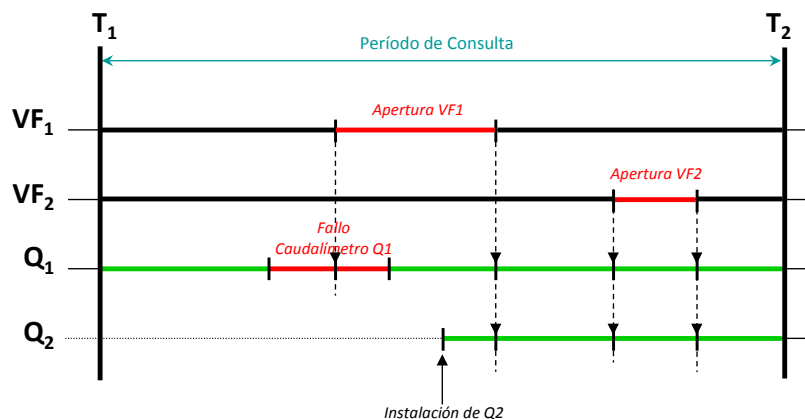 T1 T2
Período de Consulta
Apertura VF1
VF1
Apertura VF2
VF2
Fallo
Caudalímetro Q1
Q1
Q2
Instalación de Q2